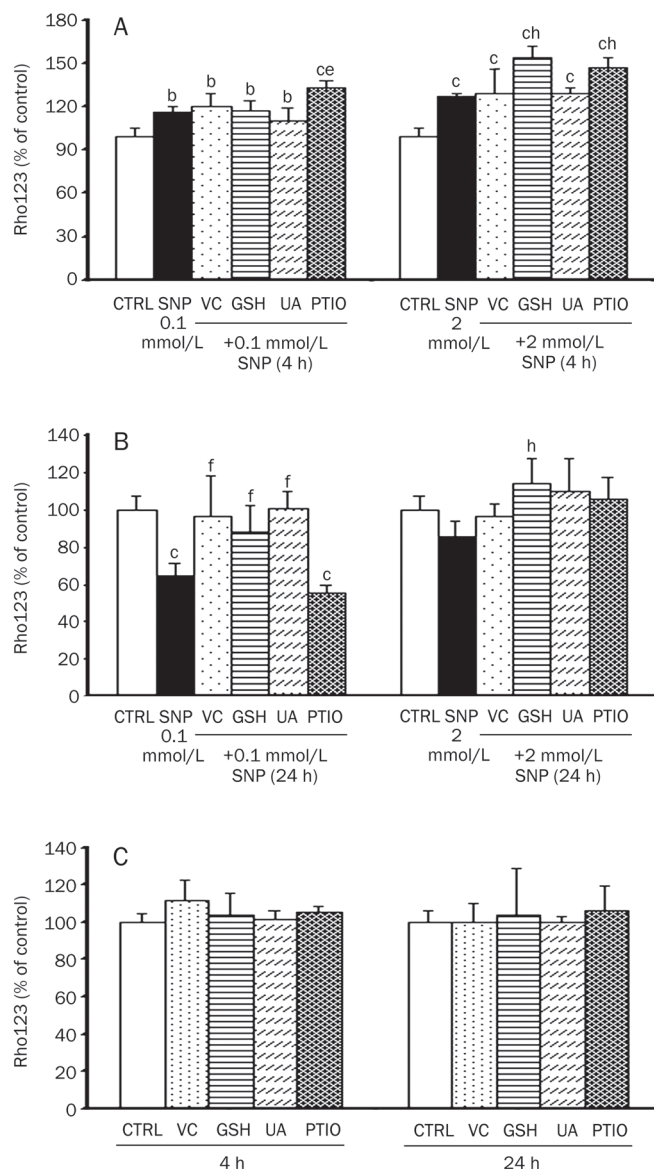 A
Rho123 (% of control)
180
150
120
90
60
30
0
b b b b ce
c c ch c ch
CTRL SNP VC GSH UA PTIO
0.1
mmol/L
+0.1 mmol/L
SNP (4 h)
CTRL SNP VC GSH UA PTIO
2
mmol/L
+2 mmol/L
SNP (4 h)
B
Rho123 (% of control)
140
120
100
80
60
40
20
0
c f f f c
h
CTRL SNP VC GSH UA PTIO
0.1
mmol/L
+0.1 mmol/L
SNP (24 h)
CTRL SNP VC GSH UA PTIO
2
mmol/L
+2 mmol/L
SNP (24 h)
C
Rho123 (% of control)
140
120
100
80
60
40
20
0
CTRL VC GSH UA PTIO
4 h
CTRL VC GSH UA PTIO
24 h